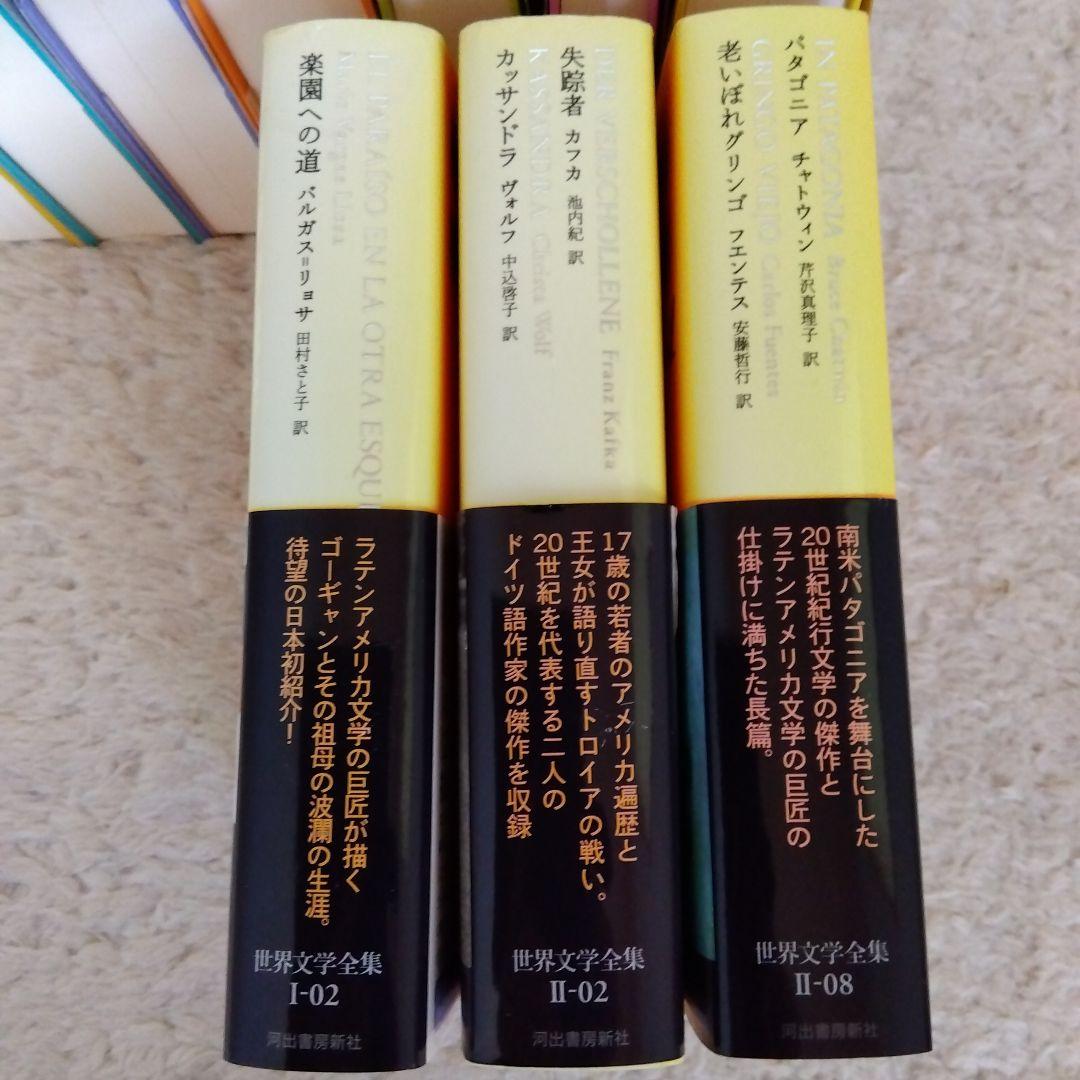 楽園への道 バルガス=リョサ 田村さと子 訳
EL PARAÍSO EN LA OTRA ESQUI
Mario Vargas Llosa
ラテンアメリカ文学の巨匠が描く
ゴーギャンとその祖母の波瀾の生涯。
待望の日本初紹介!
世界文学全集
I-02
河出書房新社
失踪者 カフカ 池内紀 訳
カッサンドラ ヴォルフ 中込啓子 訳
DER VERSCHOLLENE Franz Kafka
KASSANDRA Christa Wolf
17歳の若者のアメリカ遍歴と
王女が語り直すトロイアの戦い。
20世紀を代表する二人の
ドイツ語作家の傑作を収録
世界文学全集
II-02
河出書房新社
パタゴニア チャトウィン 芹沢真理子 訳
老いぼれグリンゴ フエンテス 安藤哲行 訳
IN PATAGONIA Bruce Chatwin
GRINGO VIEJO Carlos Fuentes
南米パタゴニアを舞台にした
20世紀紀行文学の傑作と
ラテンアメリカ文学の巨匠の
仕掛けに満ちた長篇。
世界文学全集
II-08
河出書房新社